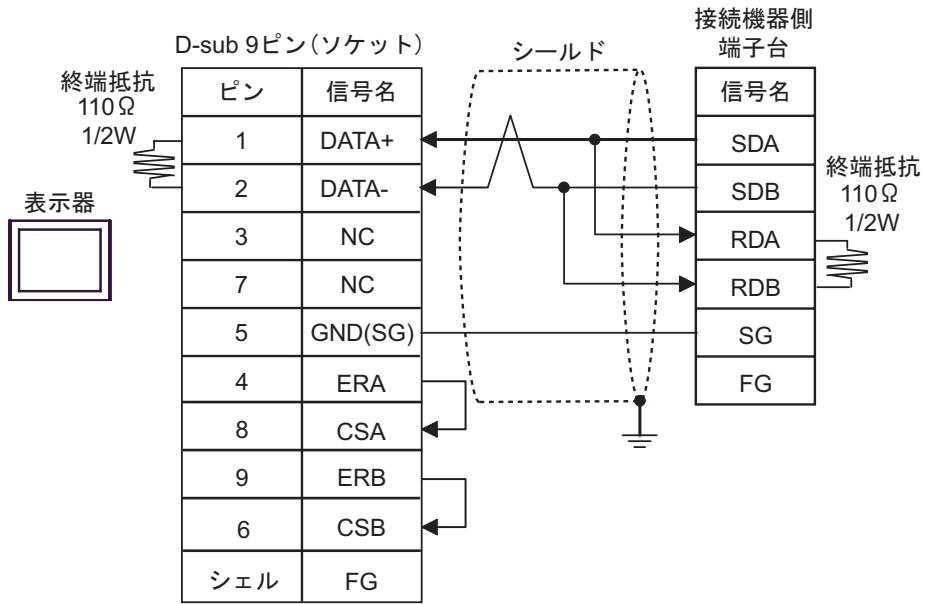 D-sub 9ピン(ソケット)
シールド
接続機器側
端子台
終端抵抗
110Ω
1/2W
表示器
ピン 信号名
1 DATA+
2 DATA-
3 NC
7 NC
5 GND(SG)
4 ERA
8 CSA
9 ERB
6 CSB
シェル FG
信号名
SDA
SDB
RDA
RDB
SG
FG
終端抵抗
110Ω
1/2W